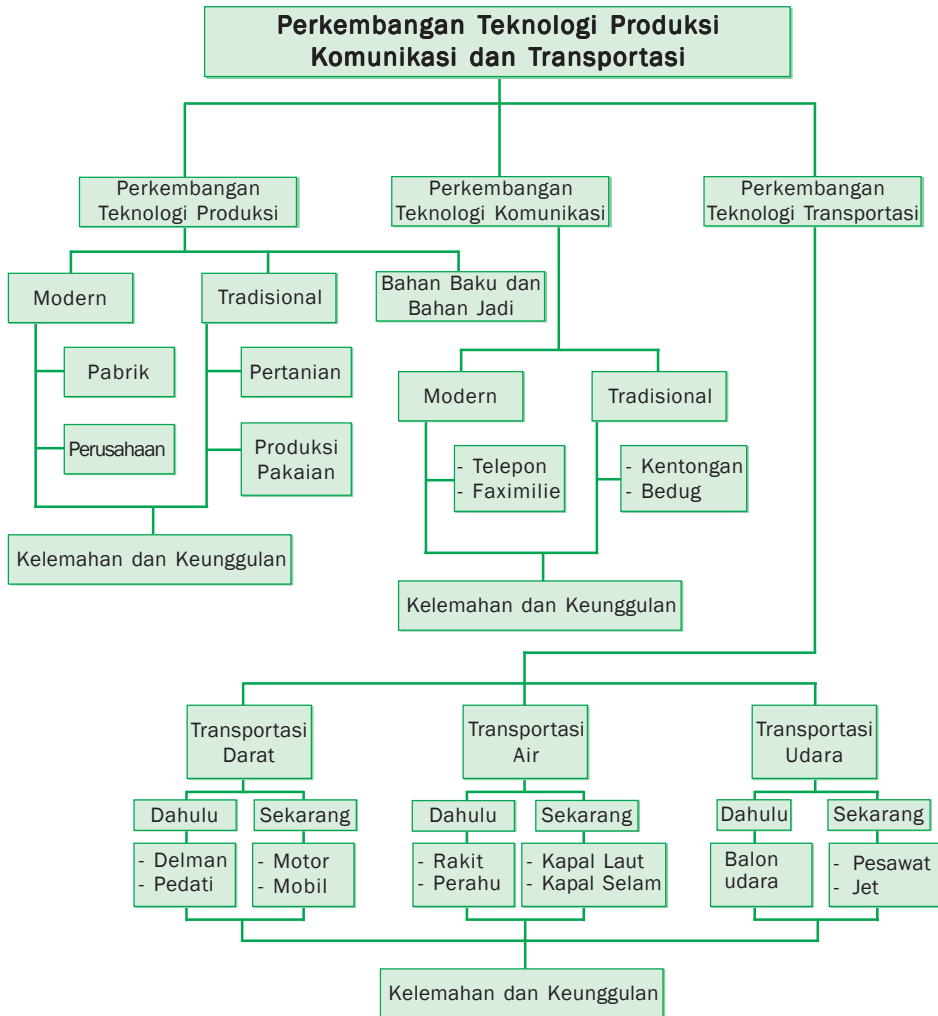 Perkembangan Teknologi Produksi
Komunikasi dan Transportasi
Perkembangan
Teknologi Produksi
Perkembangan
Teknologi Komunikasi
Perkembangan
Teknologi Transportasi
Modern
Tradisional
Bahan Baku dan
Bahan Jadi
Pabrik
Pertanian
Perusahaan
Produksi
Pakaian
Kelemahan dan Keunggulan
Modern
Tradisional
- Telepon
- Faximilie
- Kentongan
- Bedug
Kelemahan dan Keunggulan
Transportasi
Darat
Transportasi
Air
Transportasi
Udara
Dahulu
Sekarang
Dahulu
Sekarang
Dahulu
Sekarang
- Delman
- Pedati
- Motor
- Mobil
- Rakit
- Perahu
- Kapal Laut
- Kapal Selam
Balon
udara
- Pesawat
- Jet
Kelemahan dan Keunggulan